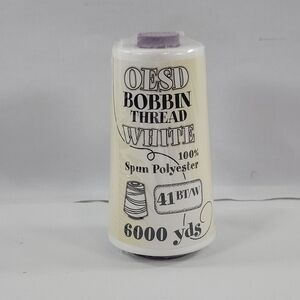 OESD
BOBBIN
THREAD
WHITE
100%
Spun Polyester
41BT/W
6000 yds